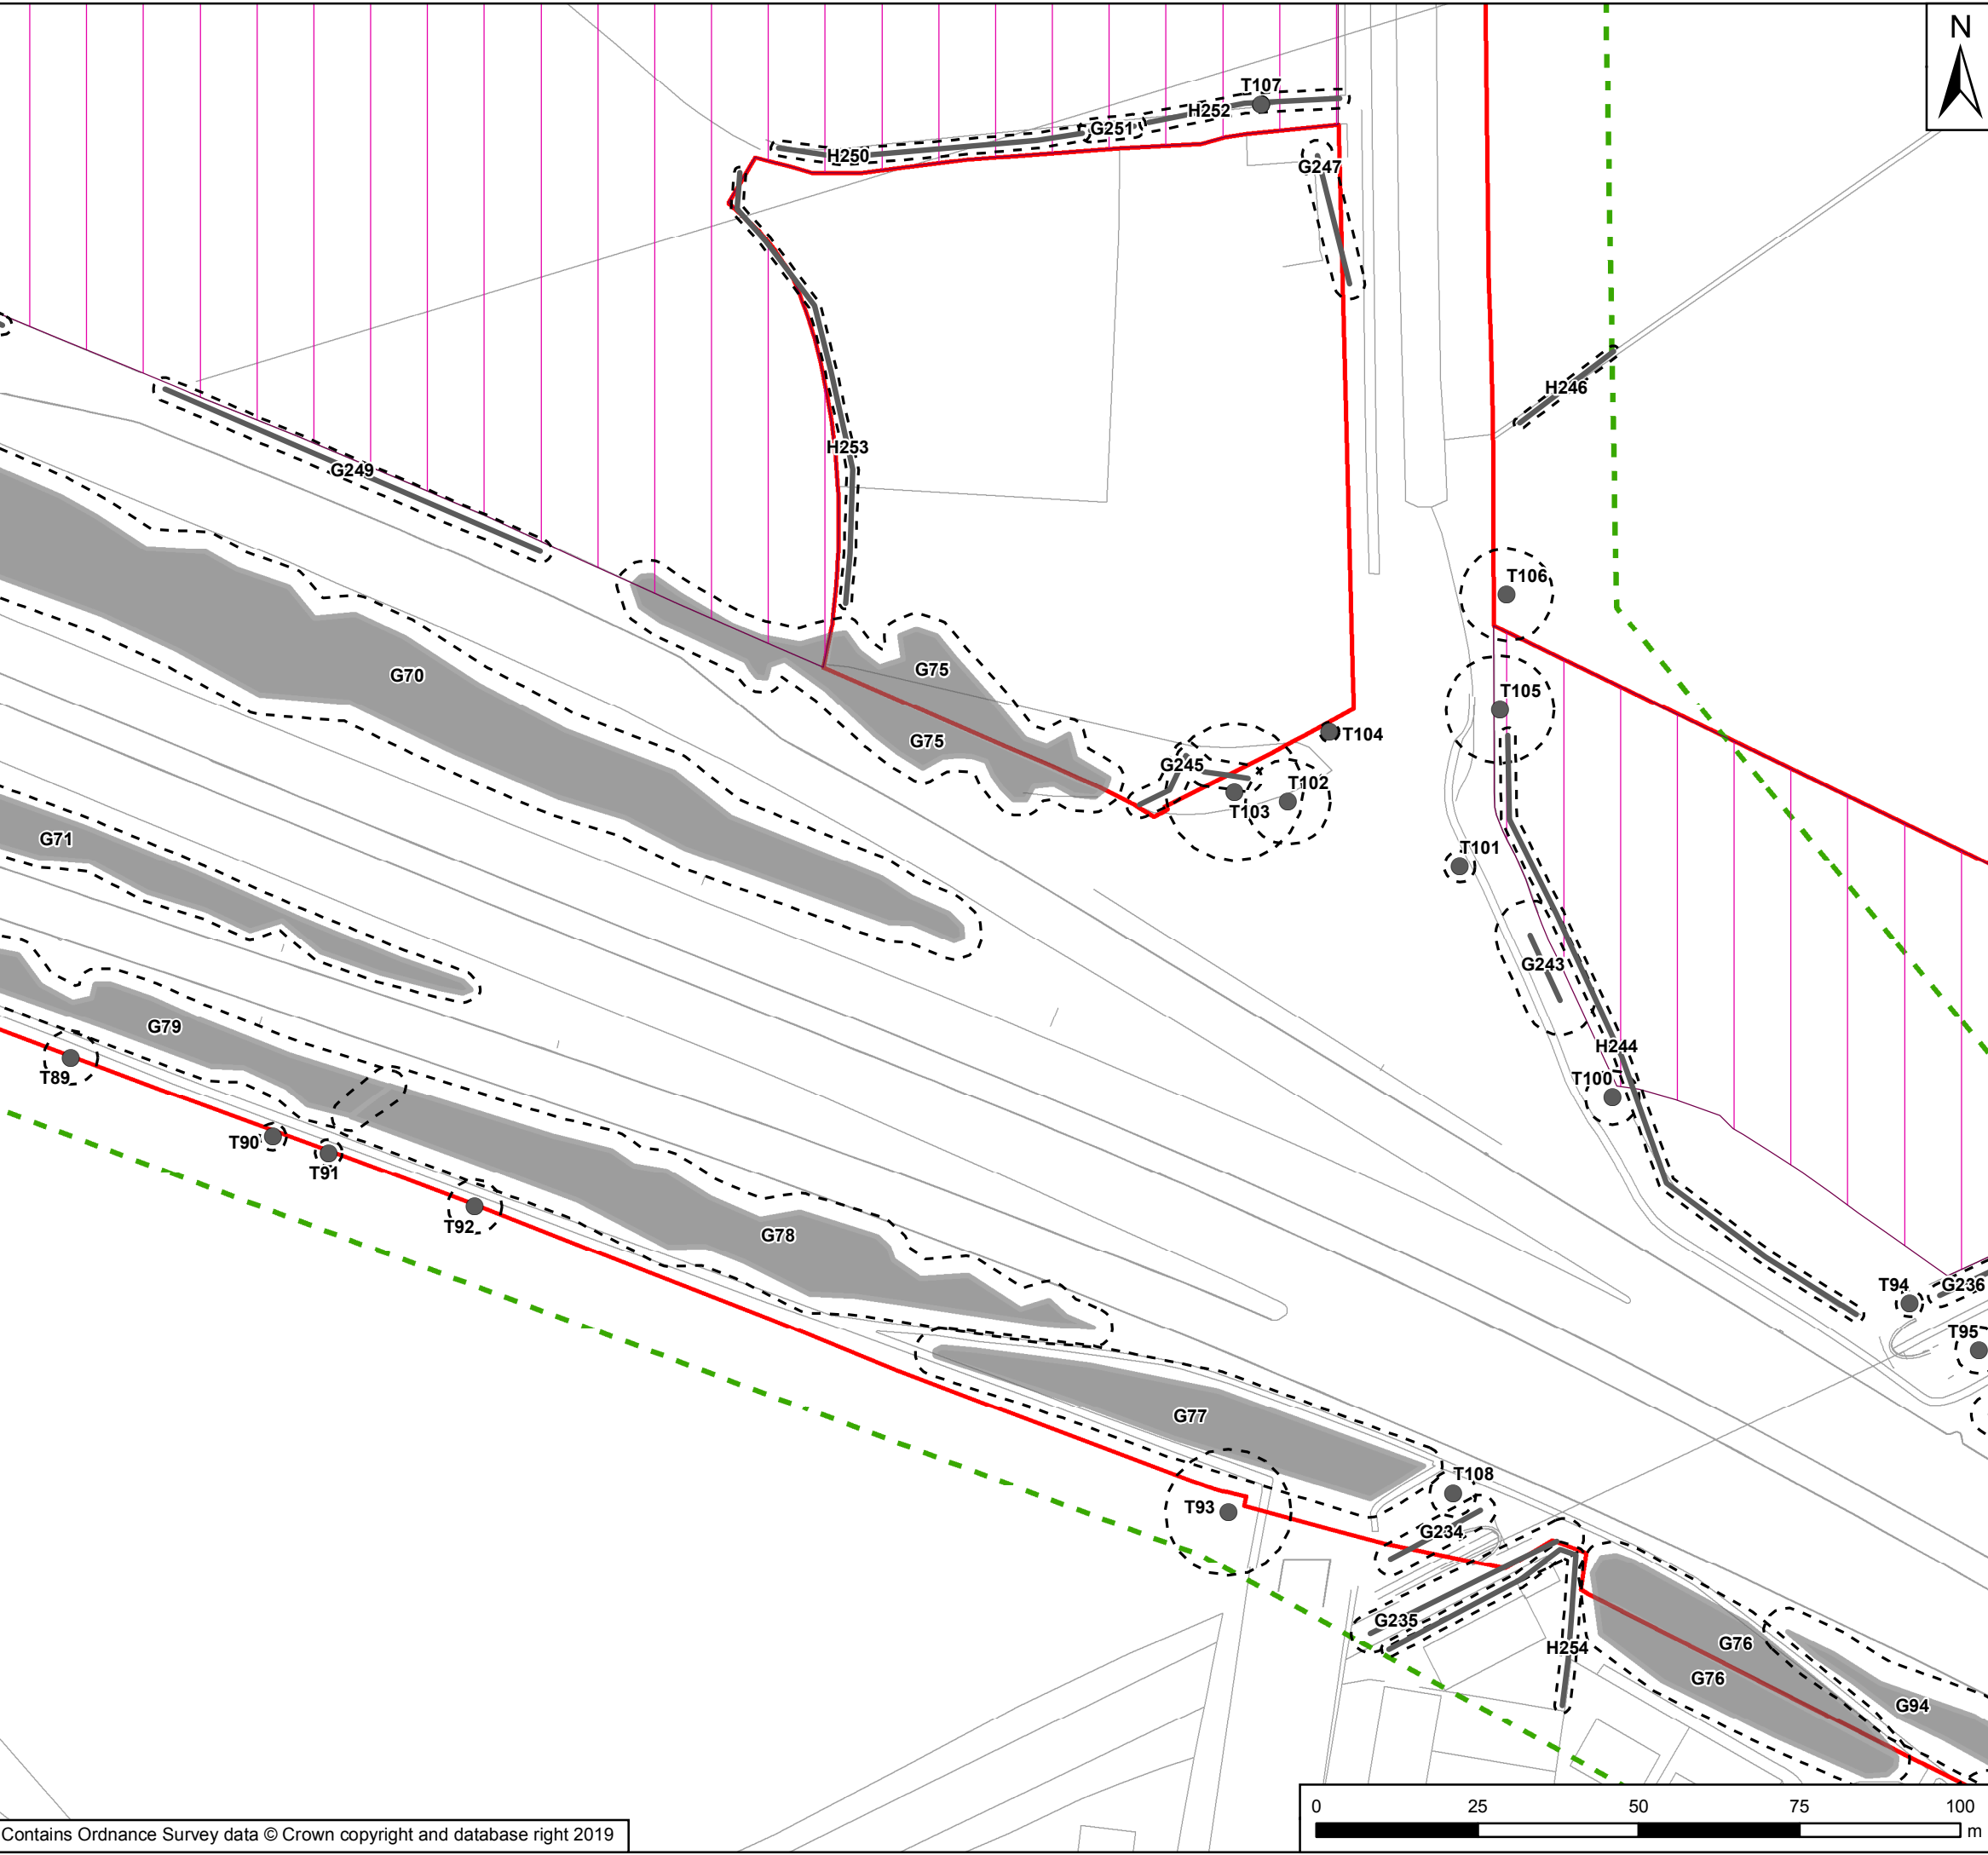 N
T107
H252
G251
H250
G247
H246
H253
G249
T106
G75
G70
T105
T104
G75
G245
T102
T103
G71
T101
G243
G79
H244
T89
T100
T90
T91
T92
G78
T94
G236
T95
G77
T108
T93
G234
G235
H254
G76
G76
G94
0 25 50 75 100
m
Contains Ordnance Survey data © Crown copyright and database right 2019